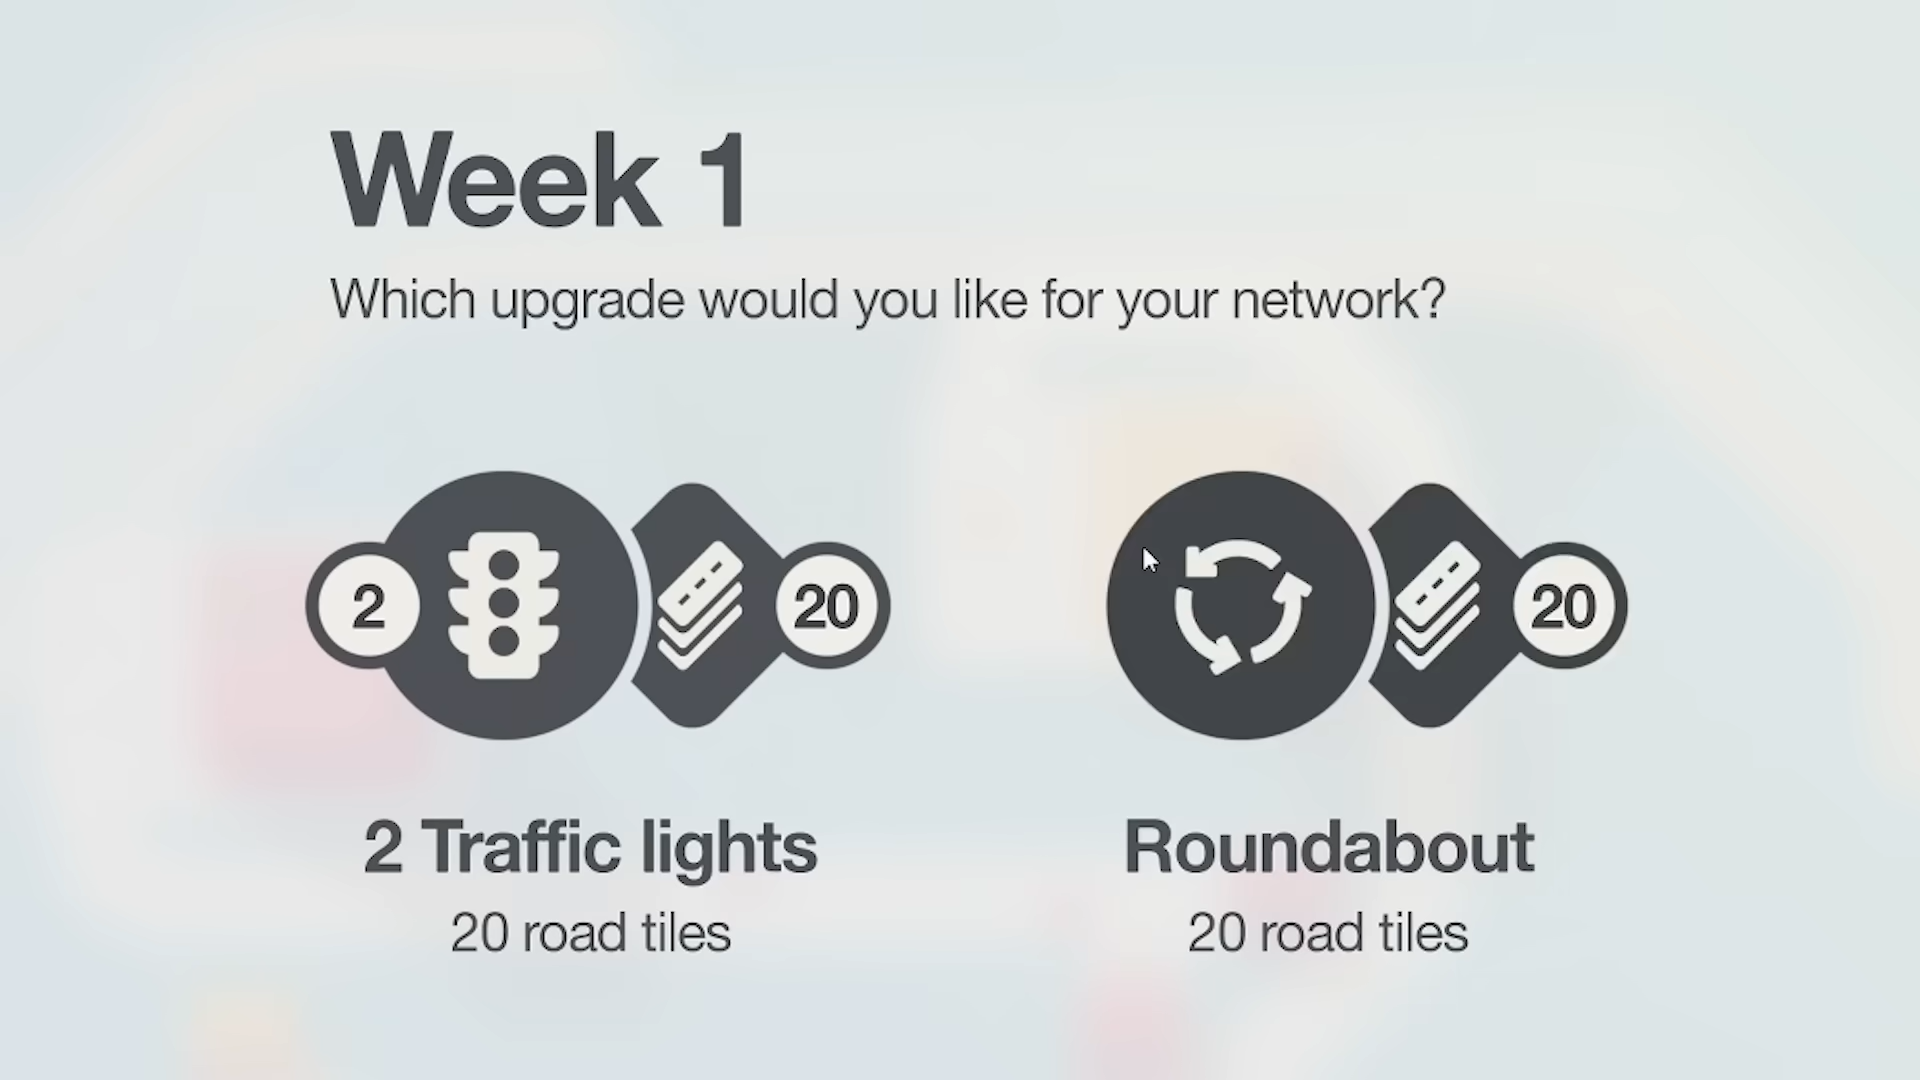 Week 1
Which upgrade would you like for your network?
2
20
20
2 Traffic lights
Roundabout
20 road tiles
20 road tiles